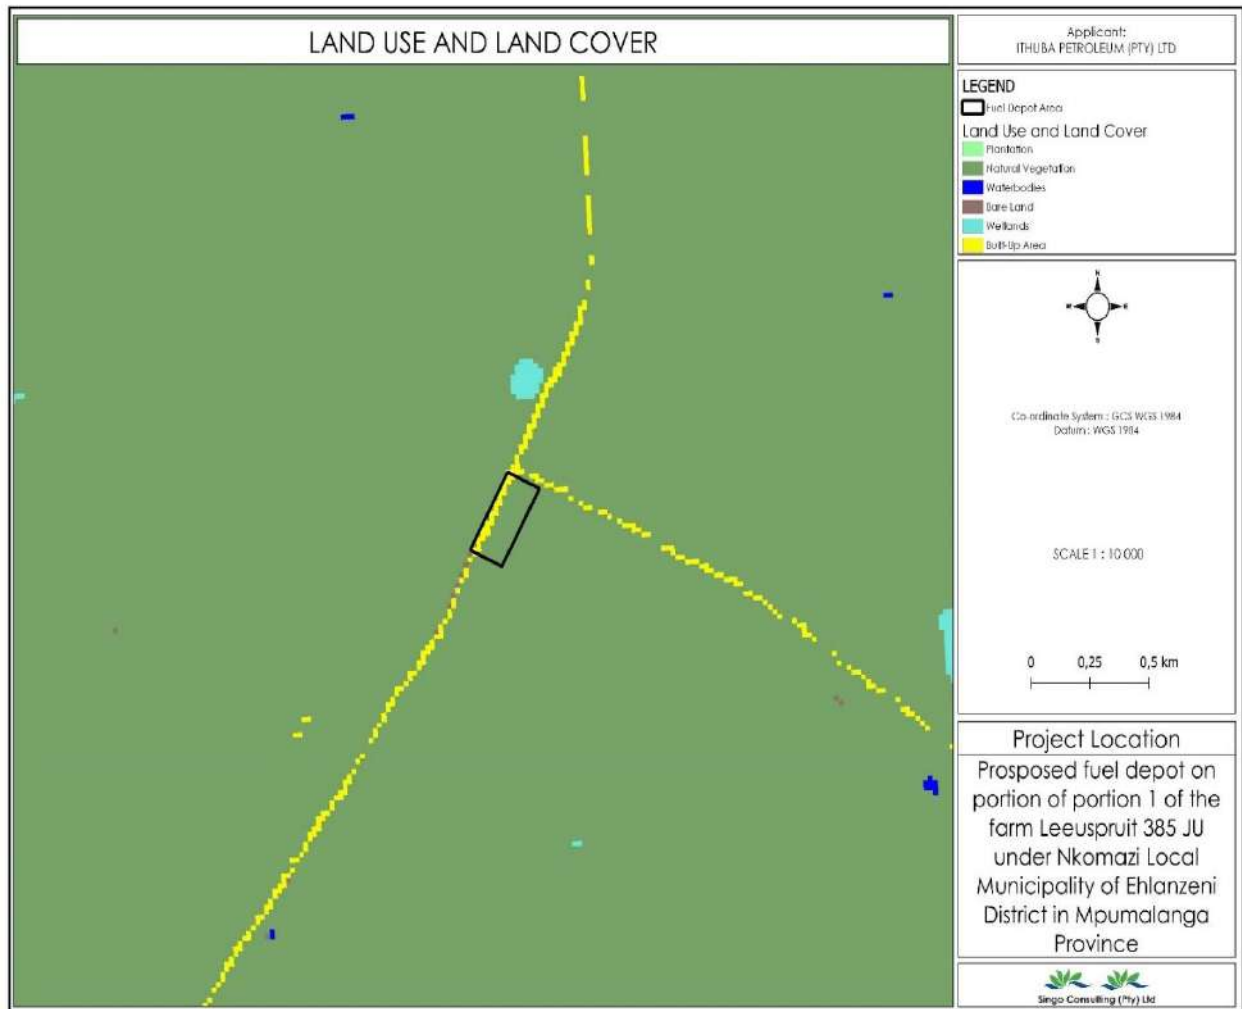 LAND USE AND LAND COVER
Applicant:
ITHUBA PETROLEUM (PTY) LTD
LEGEND
Fuel Depot Area
Land Use and Land Cover
Plantation
Natural Vegetation
Waterbodies
Bare Land
Wetlands
Built-Up Area
N
W
E
S
Co-ordinate System : GCS WGS 1984
Datum : WGS 1984
SCALE 1 : 10 000
0 0,25 0,5 km
Project Location
Prosposed fuel depot on
portion of portion 1 of the
farm Leeuspruit 385 JU
under Nkomazi Local
Municipality of Ehlanzeni
District in Mpumalanga
Province
Singo Consulting (Pty) Ltd